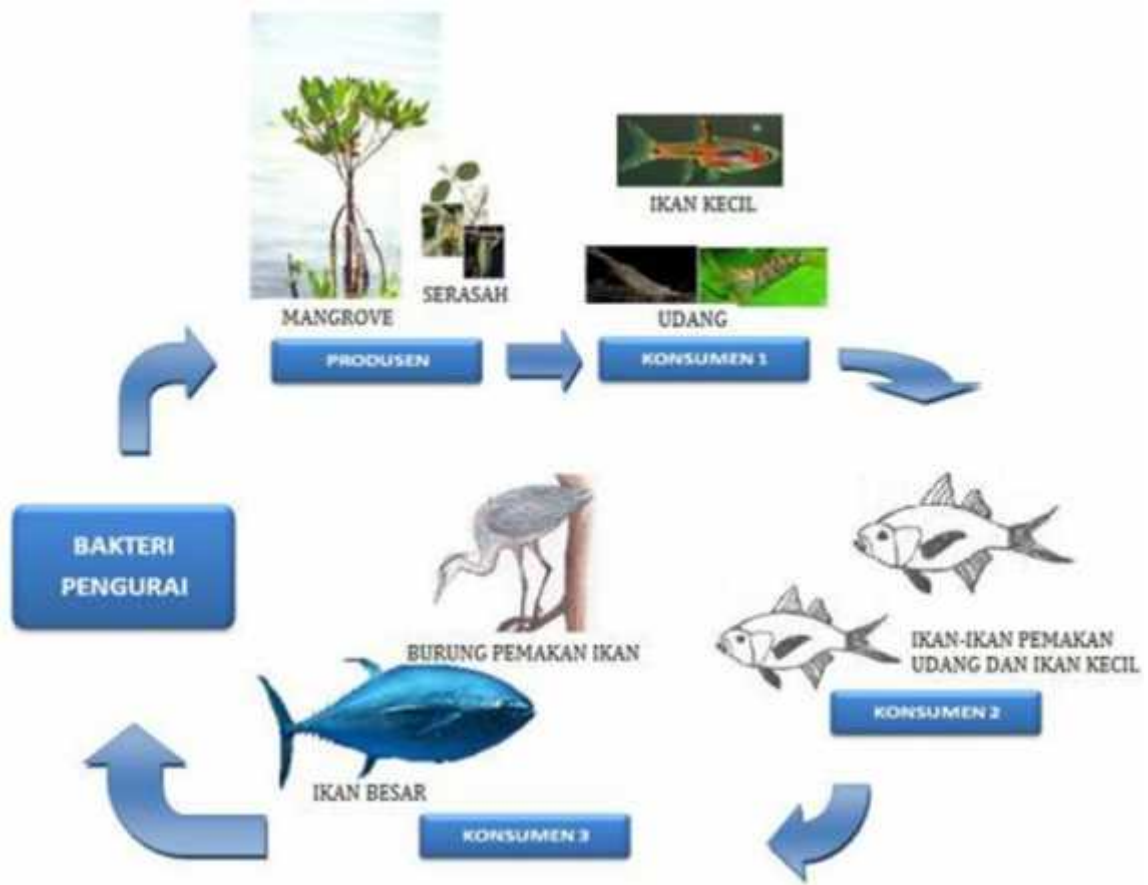 IKAN KECIL
SERASAH
MANGROVE
UDANG
PRODUSEN
KONSUMEN 1
BAKTERI
PENGURAI
BURUNG PEMAKAN IKAN
IKAN-IKAN PEMAKAN
UDANG DAN IKAN KECIL
KONSUMEN 2
IKAN BESAR
KONSUMEN 3